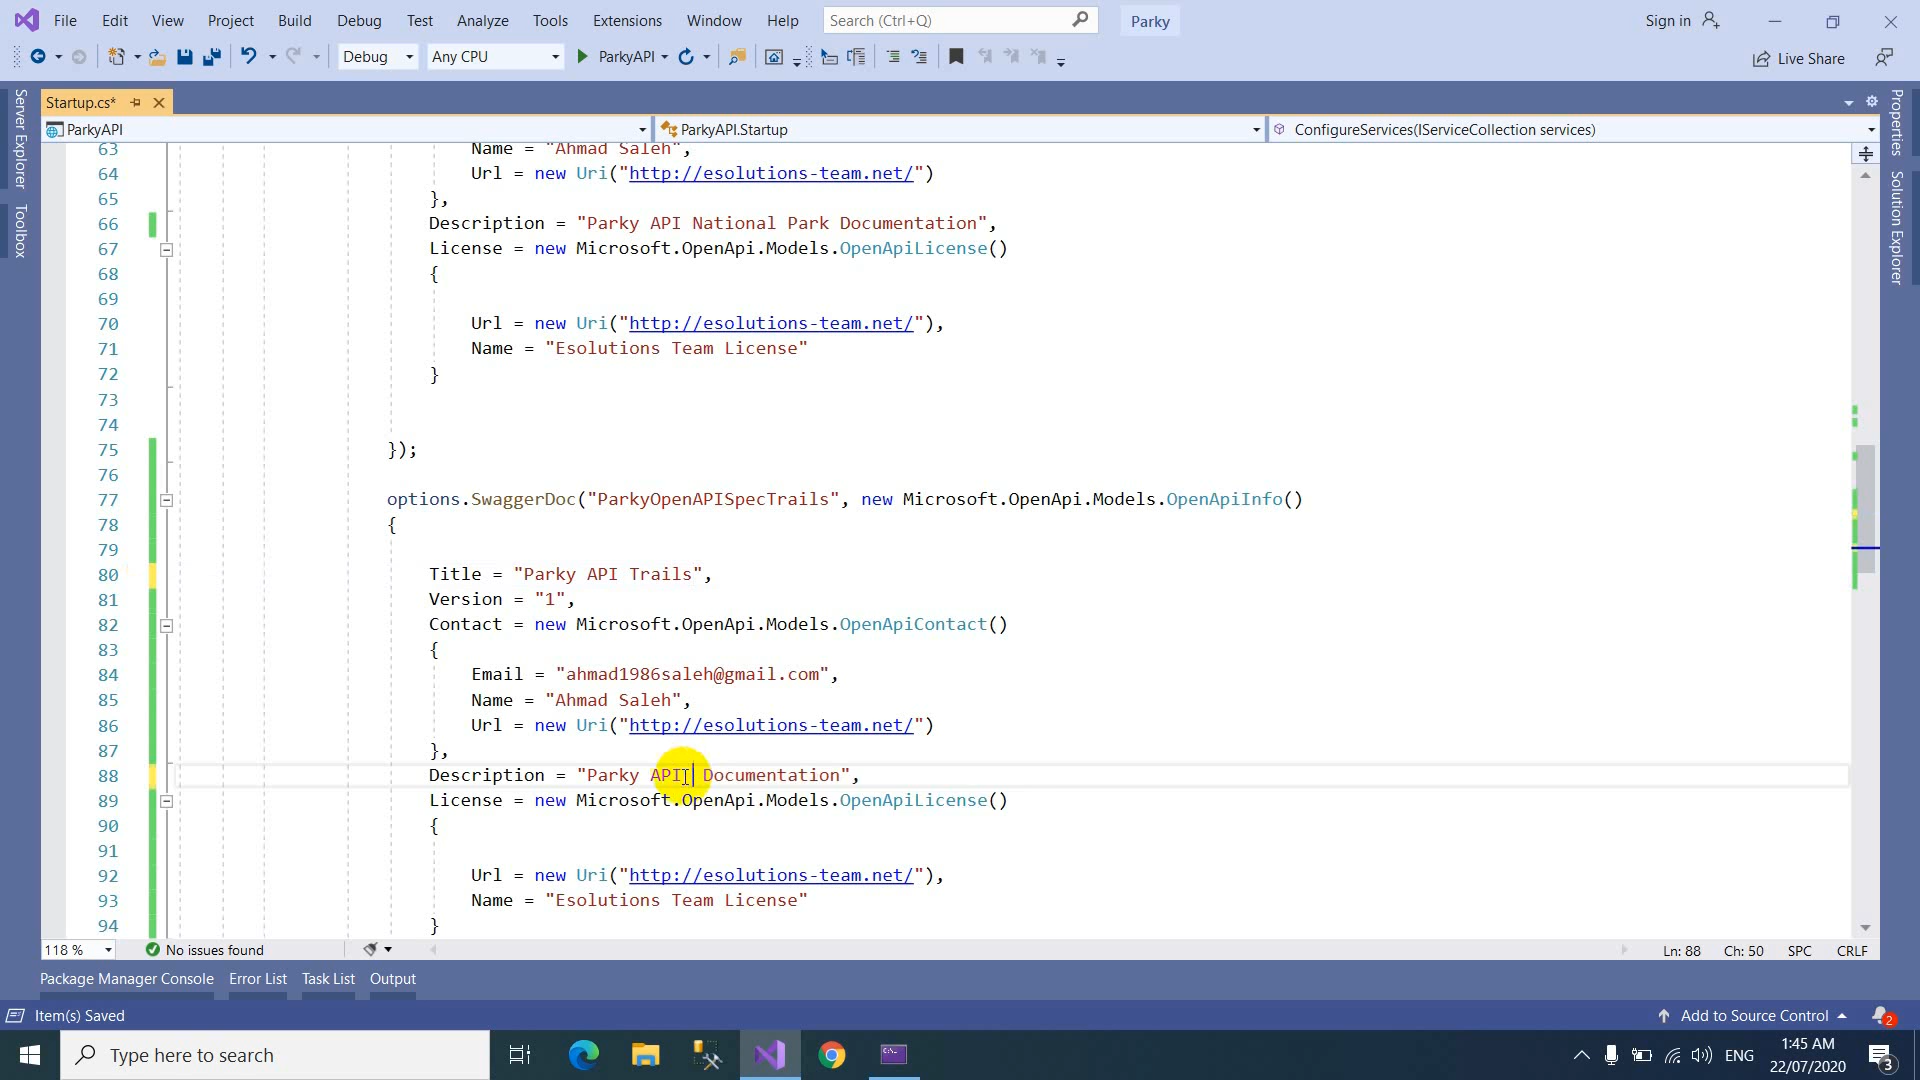 File Edit View Project Build Debug Test Analyze Tools Extensions Window Help Search (Ctrl+Q) Parky Sign in
Debug Any CPU ParkyAPI Live Share
Server Explorer
Toolbox
Properties
Solution Explorer
Startup.cs*
ParkyAPI ParkyAPI.Startup ConfigureServices(IServiceCollection services)
63 Name = "Ahmad Saleh",
64 Url = new Uri("http://esolutions-team.net/")
65 },
66 Description = "Parky API National Park Documentation",
67 License = new Microsoft.OpenApi.Models.OpenApiLicense()
68 {
69
70 Url = new Uri("http://esolutions-team.net/"),
71 Name = "Esolutions Team License"
72 }
73
74
75 });
76
77 options.SwaggerDoc("ParkyOpenAPISpecTrails", new Microsoft.OpenApi.Models.OpenApiInfo()
78 {
79
80 Title = "Parky API Trails",
81 Version = "1",
82 Contact = new Microsoft.OpenApi.Models.OpenApiContact()
83 {
84 Email = "ahmad1986saleh@gmail.com",
85 Name = "Ahmad Saleh",
86 Url = new Uri("http://esolutions-team.net/")
87 },
88 Description = "Parky API Documentation",
89 License = new Microsoft.OpenApi.Models.OpenApiLicense()
90 {
91
92 Url = new Uri("http://esolutions-team.net/"),
93 Name = "Esolutions Team License"
94 }
118 % No issues found Ln: 88 Ch: 50 SPC CRLF
Package Manager Console Error List Task List Output
Item(s) Saved Add to Source Control 2
Type here to search ENG 1:45 AM
22/07/2020 3